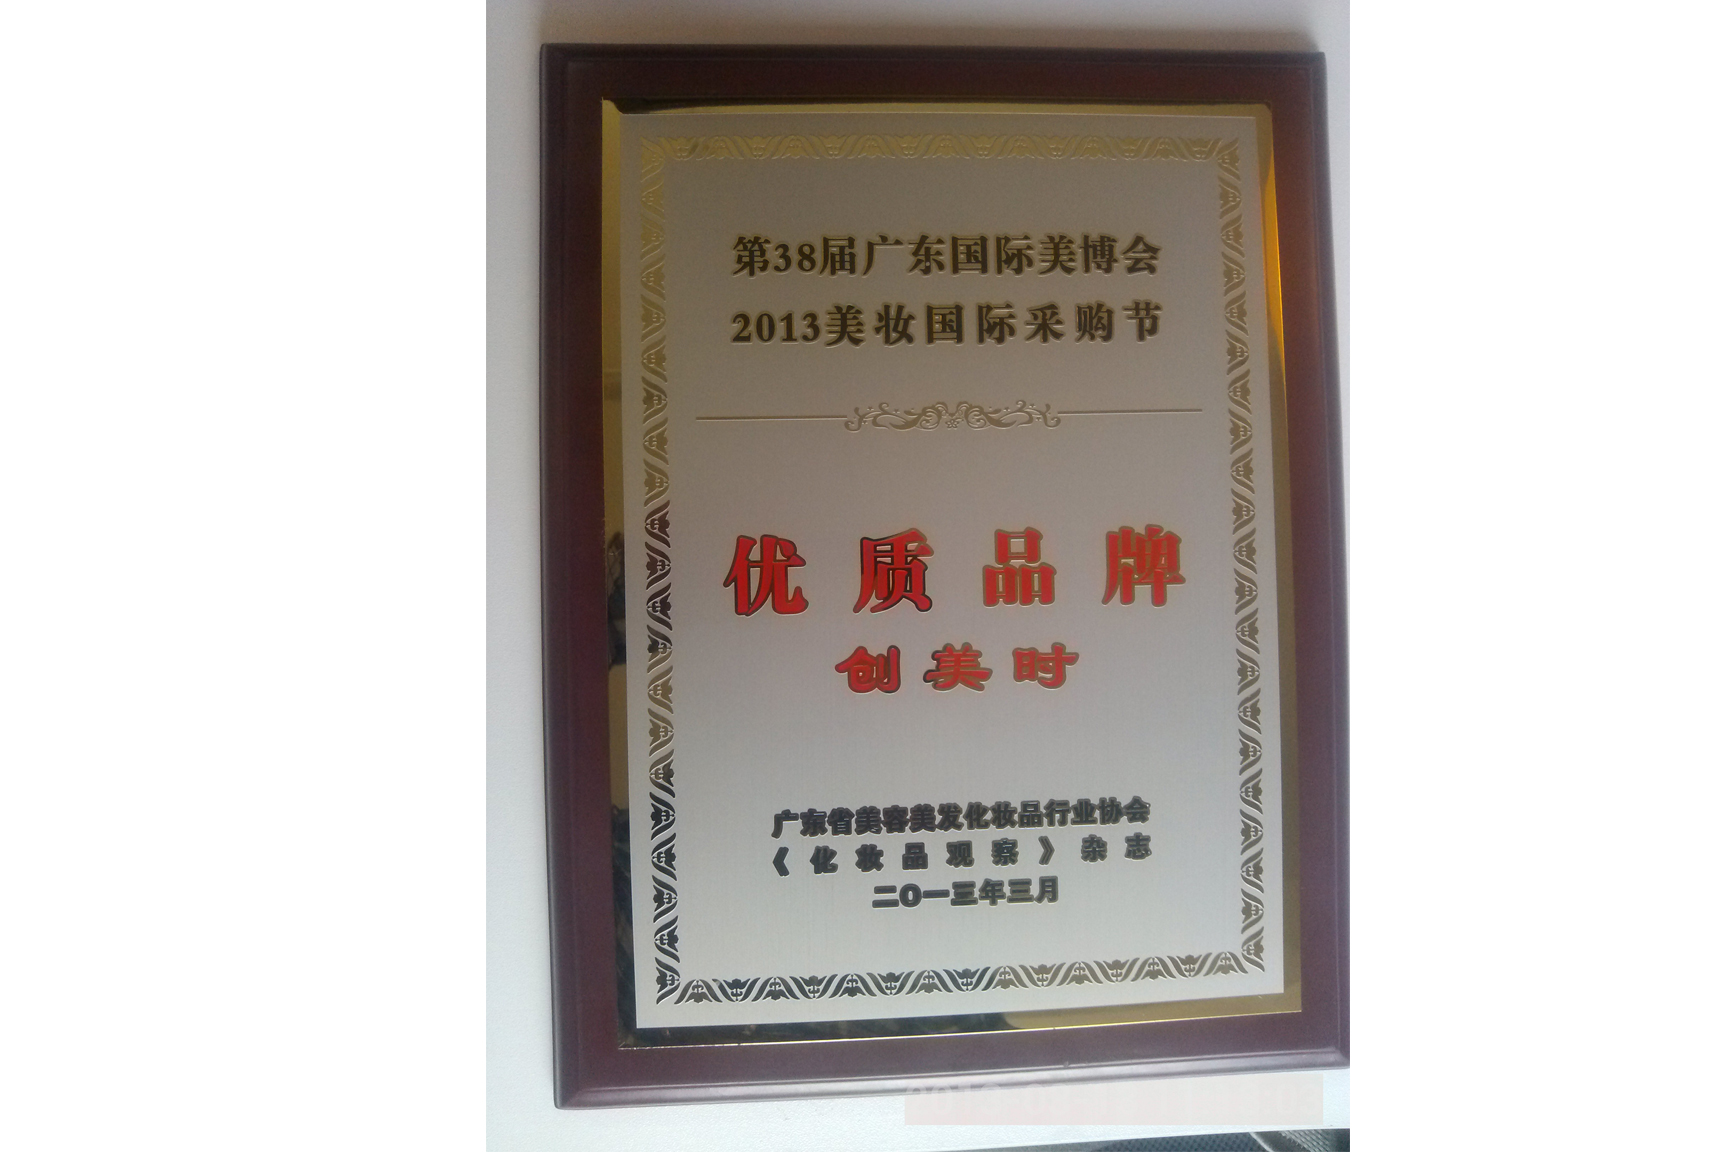 第38届广东国际美博会
2013美妆国际采购节
优质品牌
创美时
广东省美容美发化妆品行业协会
《化妆品观察》杂志
二〇一三年三月